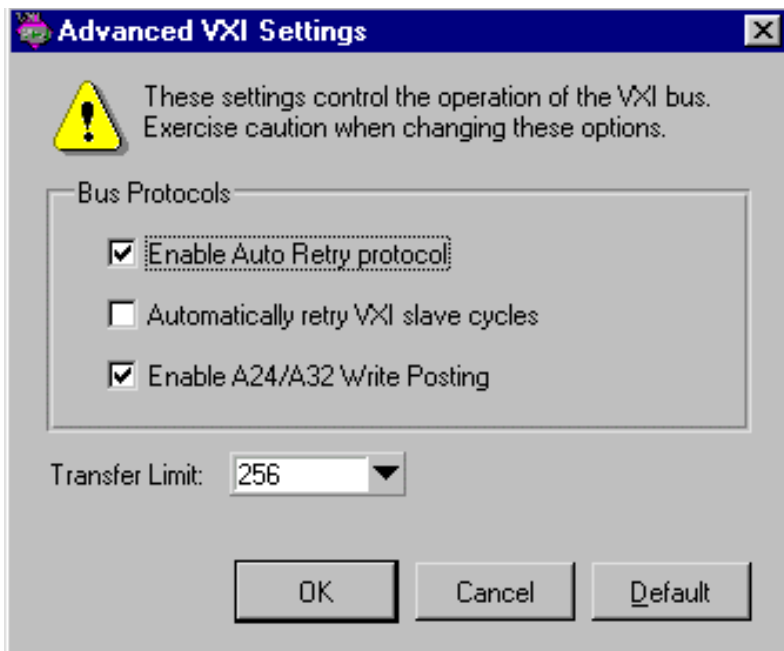 Advanced VXI Settings
These settings control the operation of the VXI bus.
Exercise caution when changing these options.
Bus Protocols
Enable Auto Retry protocol
Automatically retry VXI slave cycles
Enable A24/A32 Write Posting
Transfer Limit: 256
OK Cancel Default